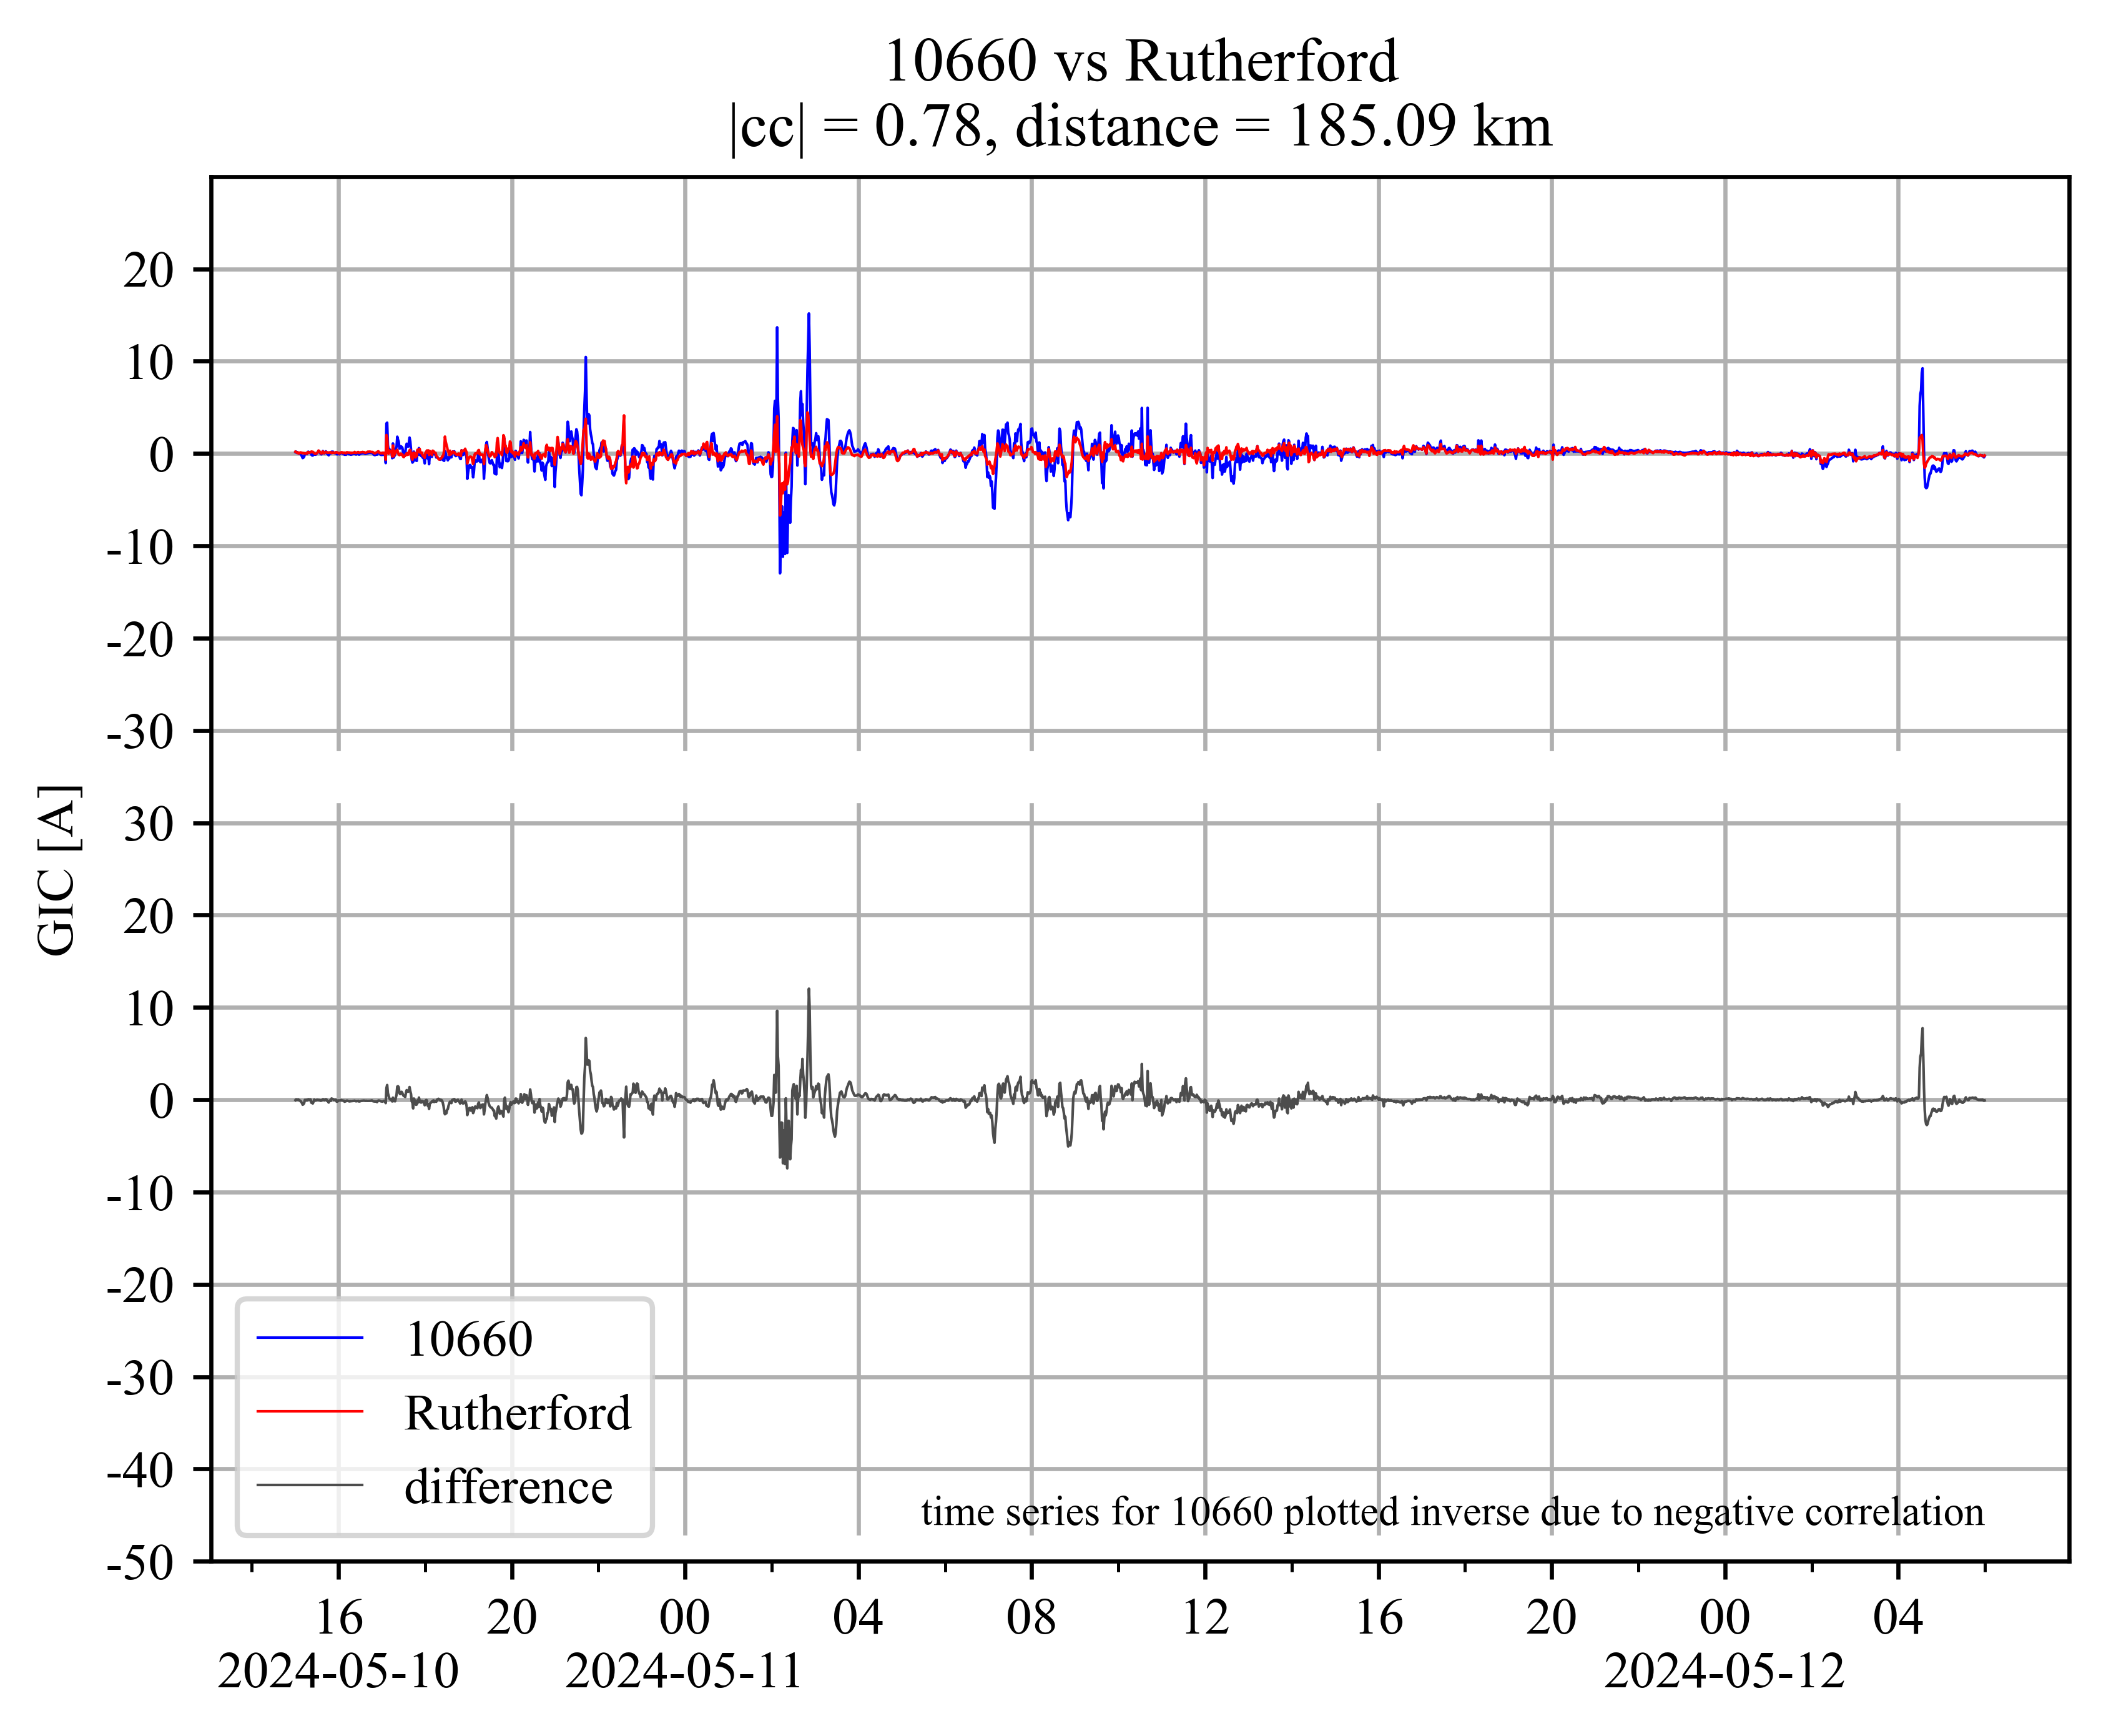 10660 vs Rutherford
|cc| = 0.78, distance = 185.09 km
20
10
0
-10
-20
-30
30
20
10
0
-10
-20
-30
-40
-50
GIC [A]
10660
Rutherford
difference
time series for 10660 plotted inverse due to negative correlation
16 20 00 04 08 12 16 20 00 04
2024-05-10 2024-05-11 2024-05-12